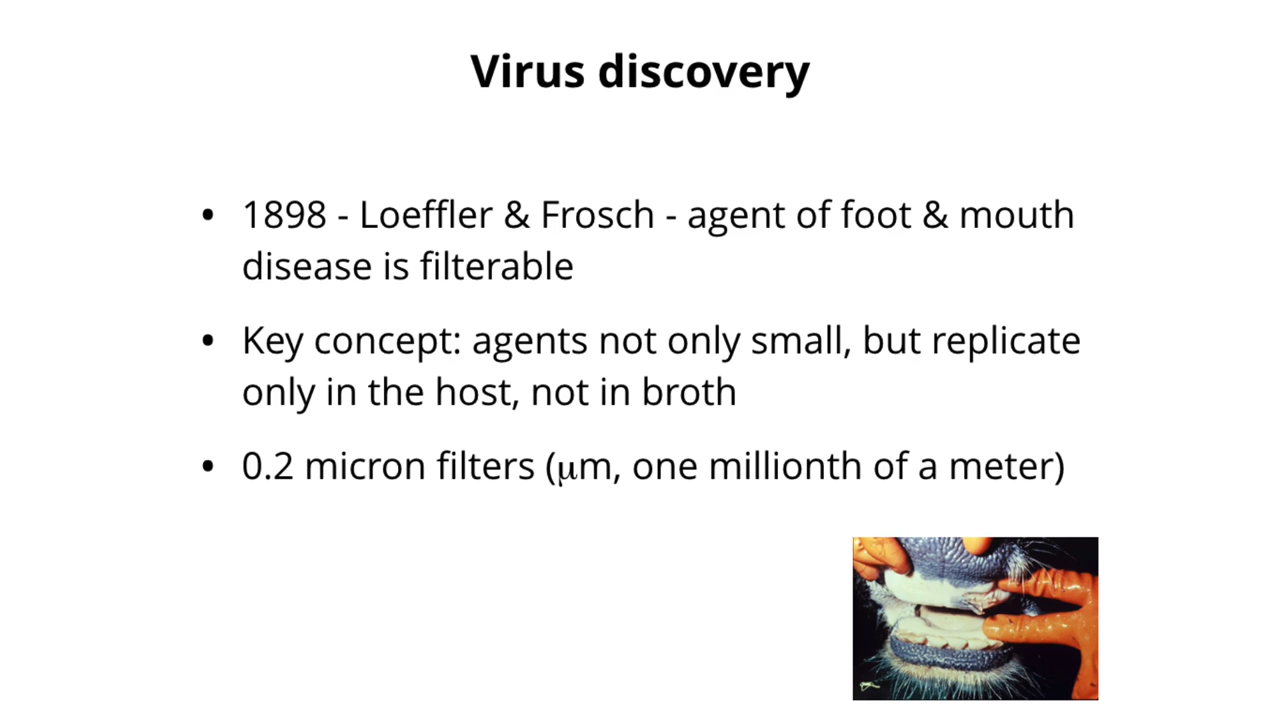 Virus discovery
• 1898 - Loeffler & Frosch - agent of foot & mouth
disease is filterable
• Key concept: agents not only small, but replicate
only in the host, not in broth
• 0.2 micron filters (μm, one millionth of a meter)